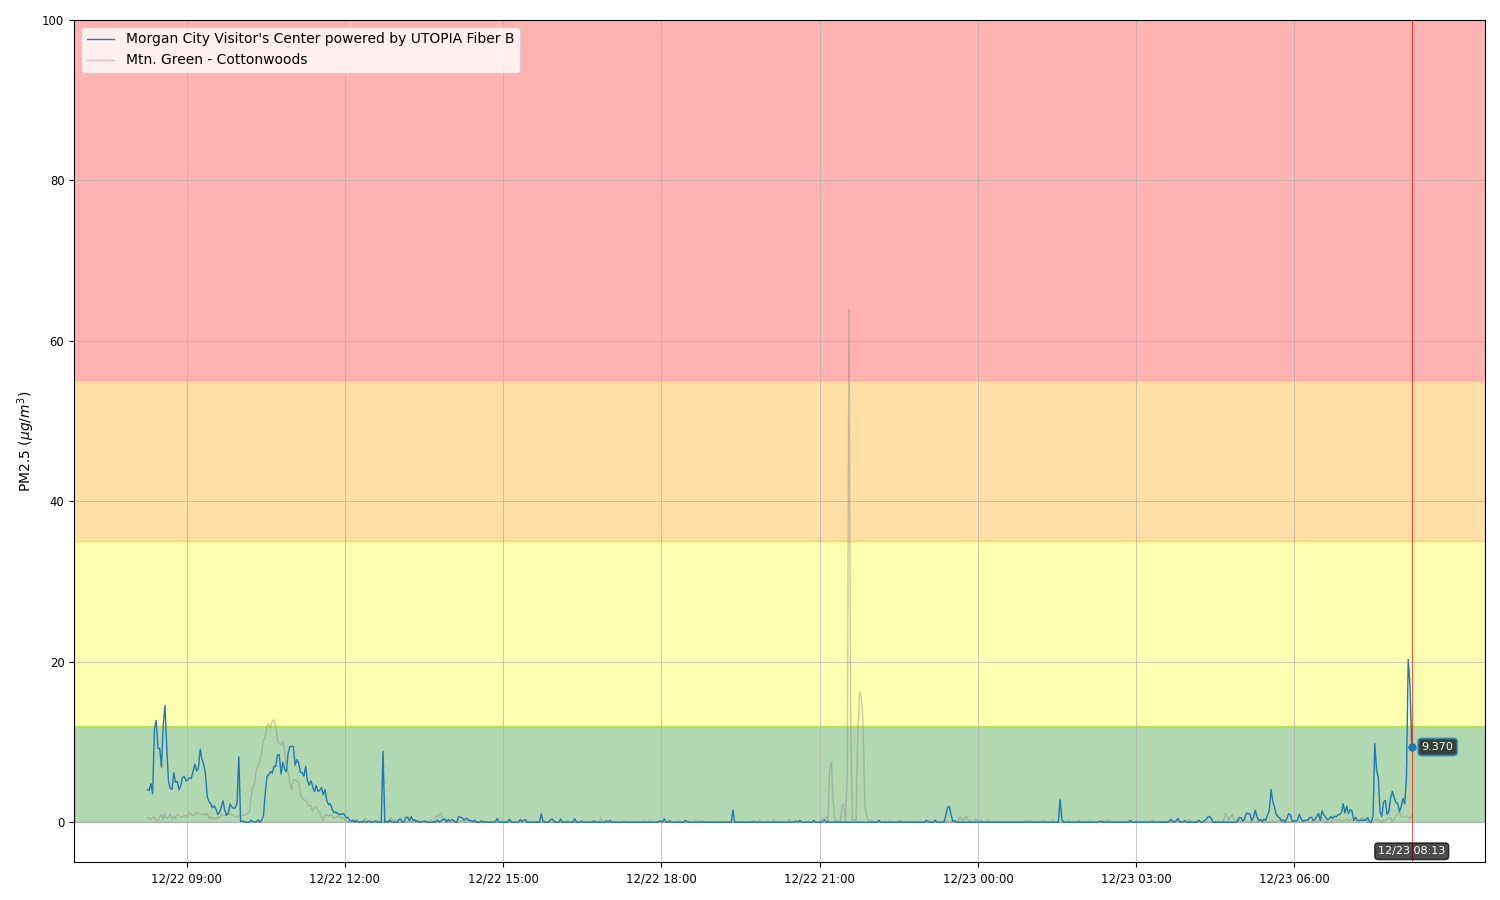 100
Morgan City Visitor's Center powered by UTOPIA Fiber B
Mtn. Green - Cottonwoods
80
60
PM2.5 (μg/m³)
40
20
9.370
0
12/23 08:13
12/22 09:00 12/22 12:00 12/22 15:00 12/22 18:00 12/22 21:00 12/23 00:00 12/23 03:00 12/23 06:00